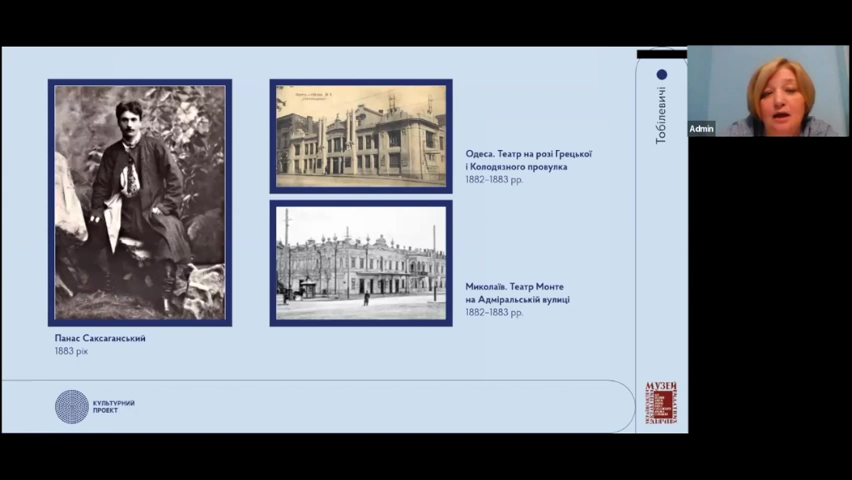 Панас Саксаганський
1883 рік
Одеса. Театр на розі Грецької
і Колодязного провулка
1882–1883 рр.
Миколаїв. Театр Монте
на Адміральській вулиці
1882–1883 рр.
Тобілевичі
Admin
КУЛЬТУРНИЙ
ПРОЕКТ
МУЗЕЙ